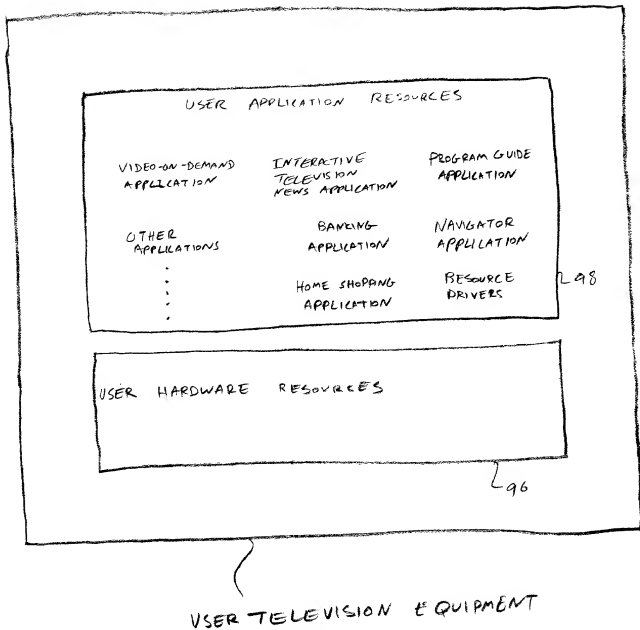 USER APPLICATION RESOURCES
VIDEO-ON-DEMAND
APPLICATION
INTERACTIVE
TELEVISION
NEWS APPLICATION
PROGRAM GUIDE
APPLICATION
OTHER
APPLICATIONS
BANKING
APPLICATION
NAVIGATOR
APPLICATION
HOME SHOPPING
APPLICATION
RESOURCE
DRIVERS
98
USER HARDWARE RESOURCES
96
USER TELEVISION EQUIPMENT